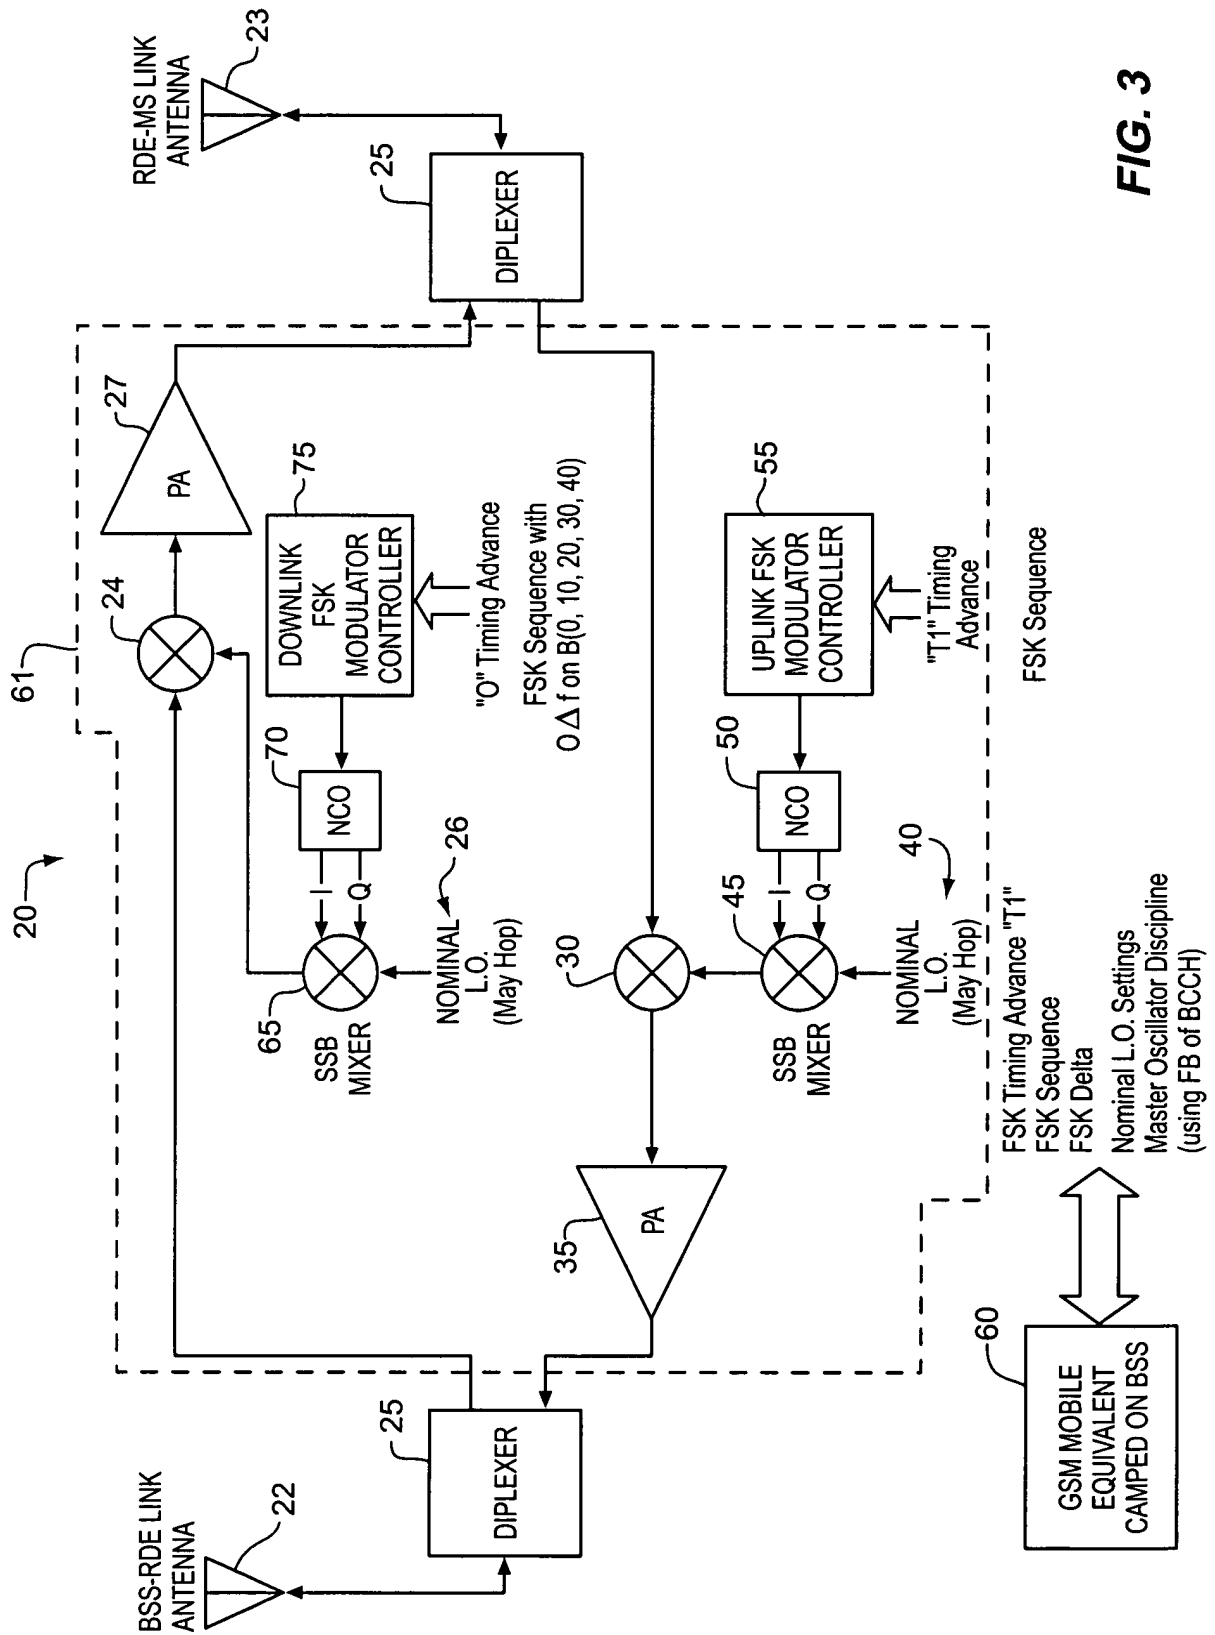 20
61
BSS-RDE LINK
ANTENNA
22
25
DIPLEXER
24
27
PA
RDE-MS LINK
ANTENNA
23
25
DIPLEXER
65
SSB
MIXER
I
Q
NOMINAL
L.O.
(May Hop)
26
70
NCO
75
DOWNLINK
FSK
MODULATOR
CONTROLLER
"O" Timing Advance
FSK Sequence with
O Δ f on B(0, 10, 20, 30, 40)
35
PA
30
45
SSB
MIXER
I
Q
NOMINAL
L.O.
(May Hop)
40
50
NCO
55
UPLINK FSK
MODULATOR
CONTROLLER
"T1" Timing
Advance
FSK Sequence
60
GSM MOBILE
EQUIVALENT
CAMPED ON BSS
FSK Timing Advance "T1"
FSK Sequence
FSK Delta
Nominal L.O. Settings
Master Oscillator Discipline
(using FB of BCCH)
FIG. 3